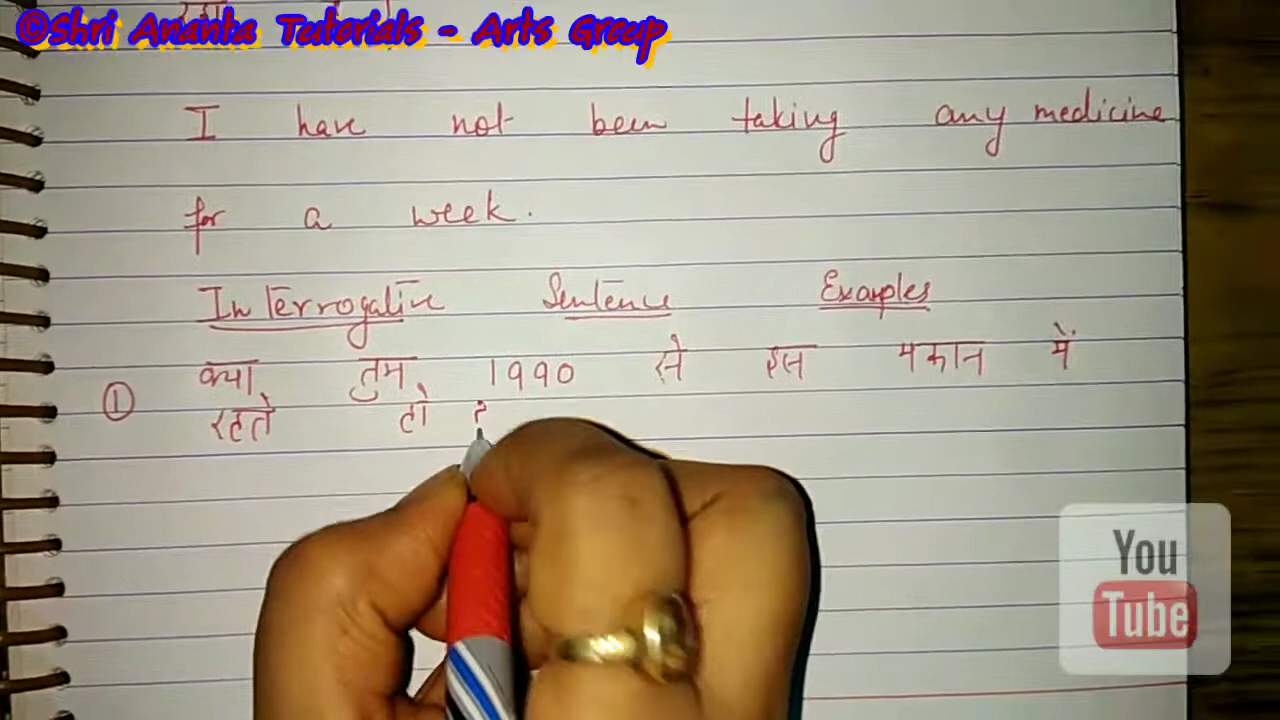 ©Shri Ananta Tutorials - Arts Group
I have not been taking any medicine
for a week.
Interrogative Sentence Examples
① क्या तुम 1990 से इस मकान में
रहते हो ?
You
Tube